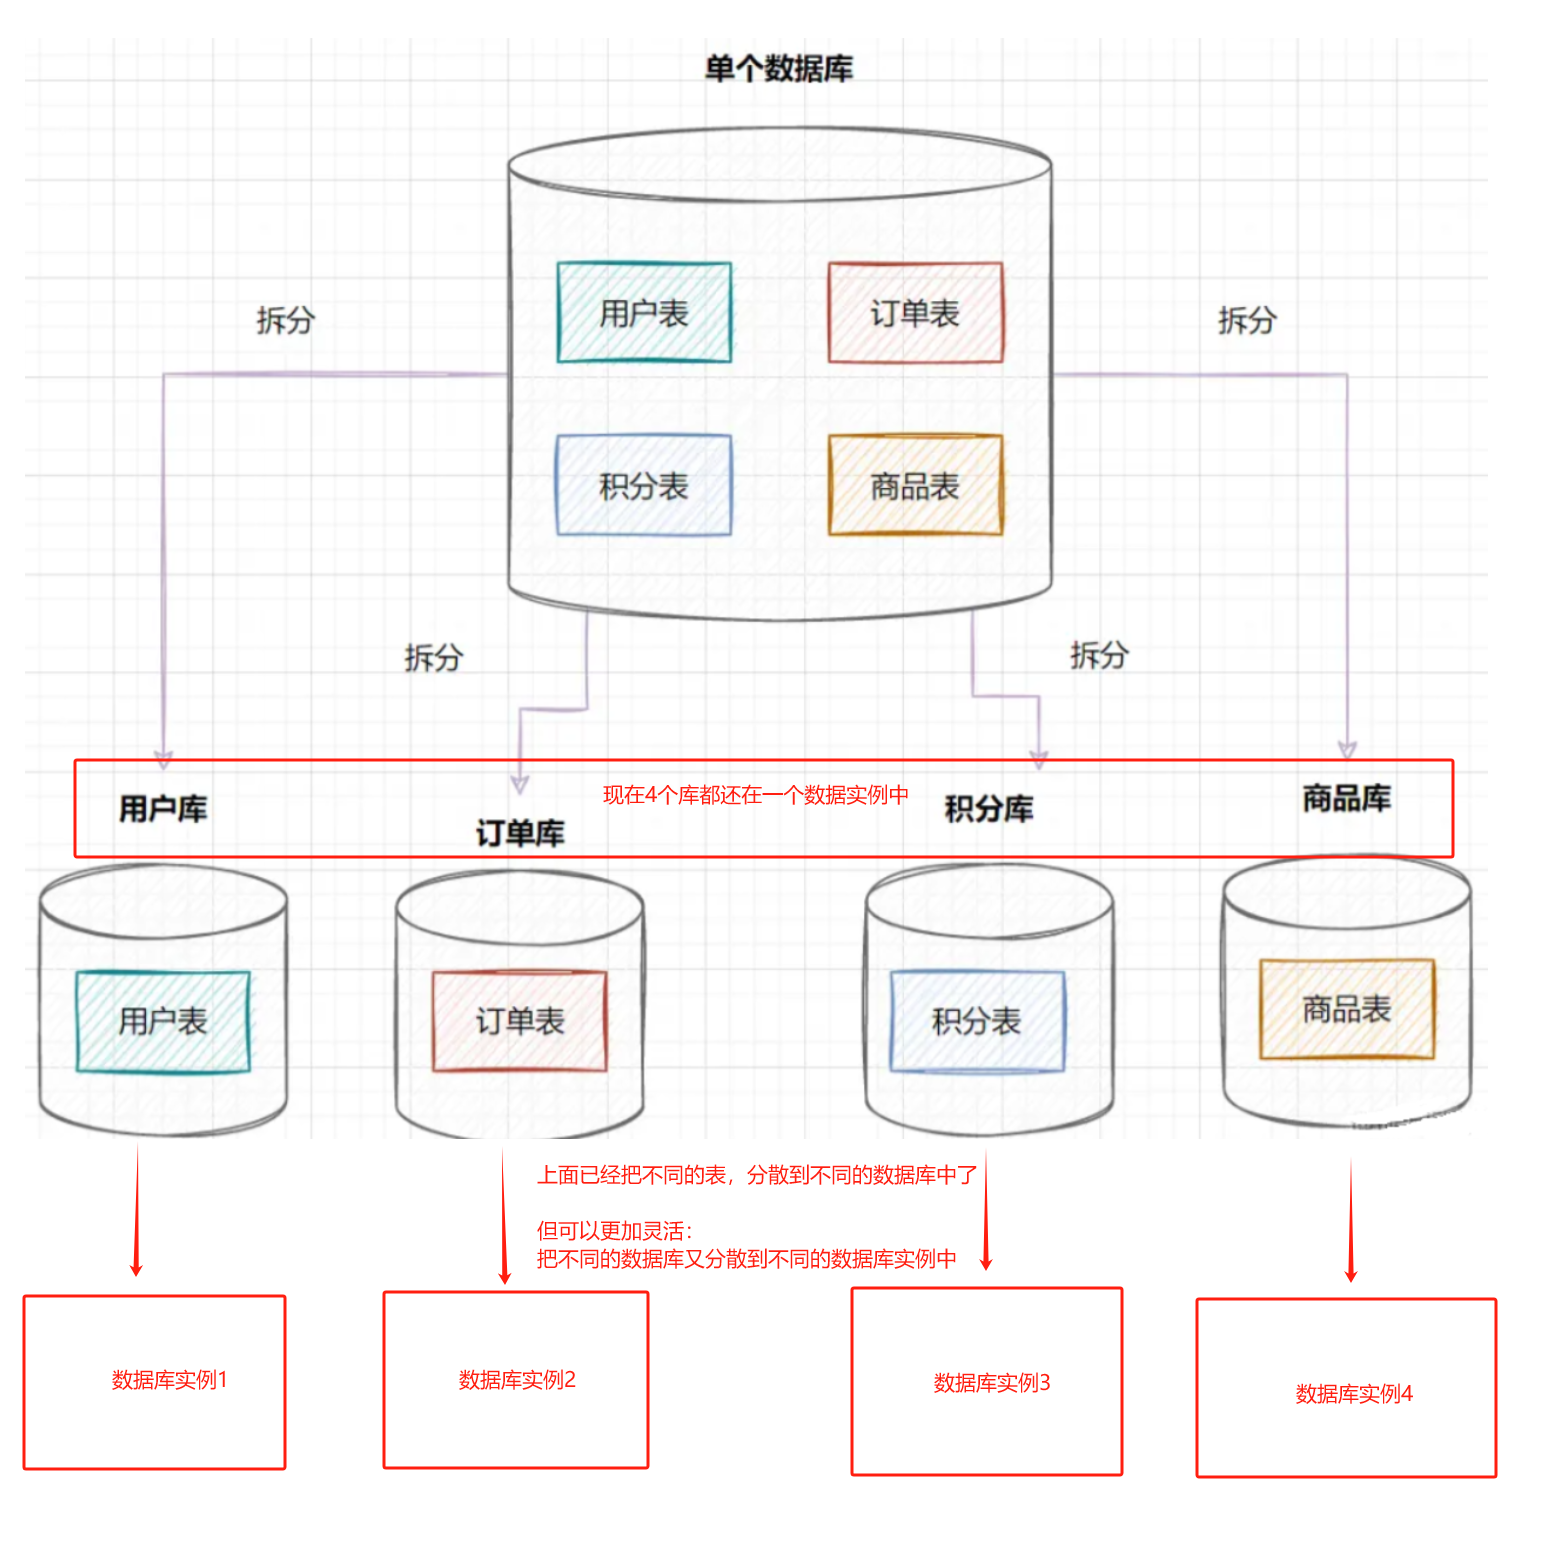 单个数据库
用户表
订单表
拆分
拆分
积分表
商品表
拆分
拆分
用户库
订单库
现在4个库都还在一个数据实例中
积分库
商品库
用户表
订单表
积分表
商品表
上面已经把不同的表，分散到不同的数据库中了
但可以更加灵活：
把不同的数据库又分散到不同的数据库实例中
数据库实例1
数据库实例2
数据库实例3
数据库实例4